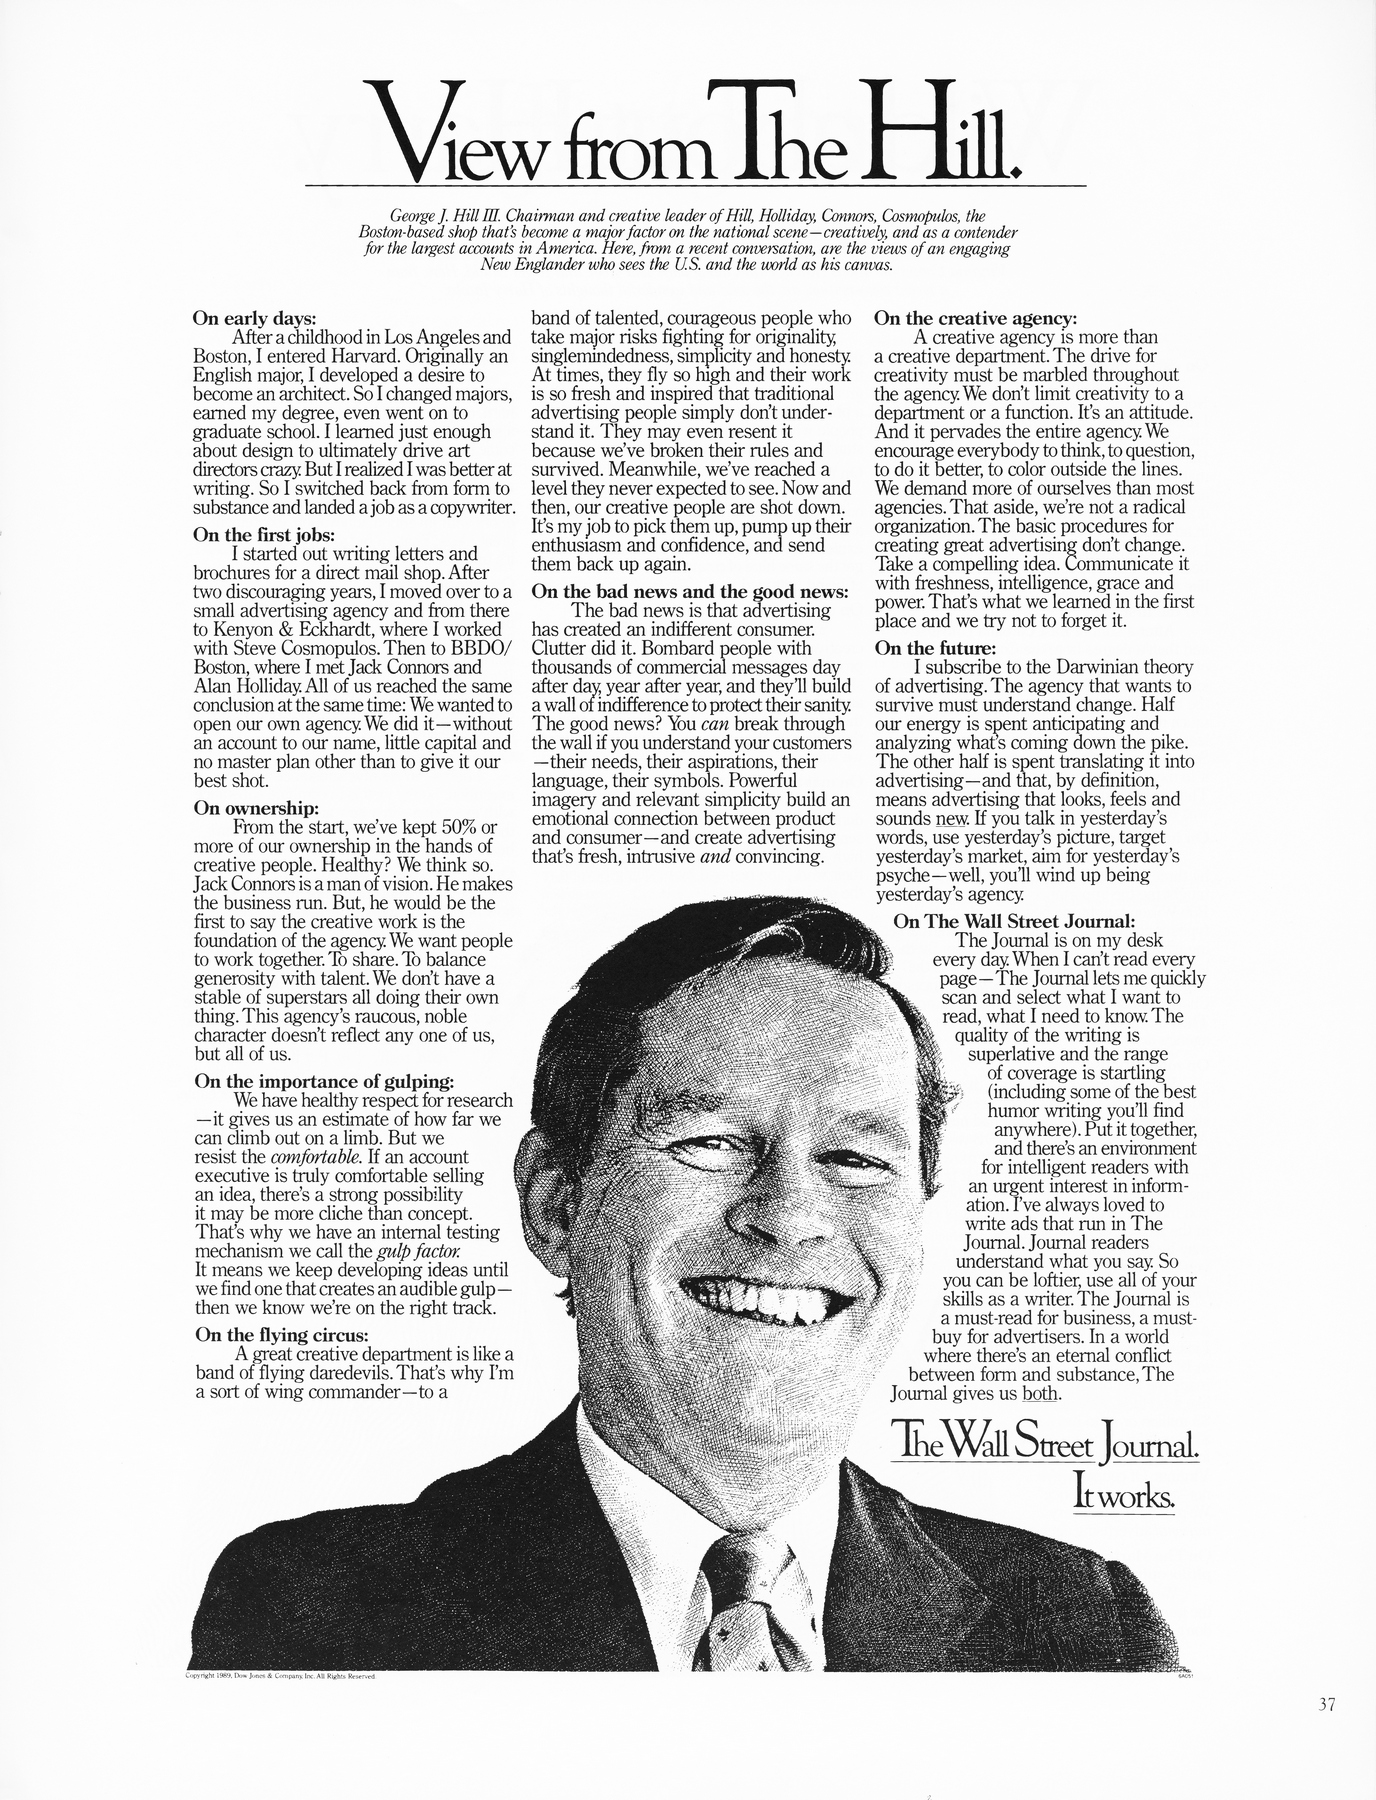 View from The Hill.
George J. Hill III. Chairman and creative leader of Hill, Holliday, Connors, Cosmopulos, the
Boston-based shop that's become a major factor on the national scene—creatively, and as a contender
for the largest accounts in America. Here, from a recent conversation, are the views of an engaging
New Englander who sees the U.S. and the world as his canvas.
On early days:
After a childhood in Los Angeles and
Boston, I entered Harvard. Originally an
English major, I developed a desire to
become an architect. So I changed majors,
earned my degree, even went on to
graduate school. I learned just enough
about design to ultimately drive art
directors crazy. But I realized I was better at
writing. So I switched back from form to
substance and landed a job as a copywriter.
On the first jobs:
I started out writing letters and
brochures for a direct mail shop. After
two discouraging years, I moved over to a
small advertising agency and from there
to Kenyon & Eckhardt, where I worked
with Steve Cosmopulos. Then to BBDO/
Boston, where I met Jack Connors and
Alan Holliday. All of us reached the same
conclusion at the same time: We wanted to
open our own agency. We did it—without
an account to our name, little capital and
no master plan other than to give it our
best shot.
On ownership:
From the start, we've kept 50% or
more of our ownership in the hands of
creative people. Healthy? We think so.
Jack Connors is a man of vision. He makes
the business run. But, he would be the
first to say the creative work is the
foundation of the agency. We want people
to work together. To share. To balance
generosity with talent. We don't have a
stable of superstars all doing their own
thing. This agency's raucous, noble
character doesn't reflect any one of us,
but all of us.
On the importance of gulping:
We have healthy respect for research
—it gives us an estimate of how far we
can climb out on a limb. But we
resist the comfortable. If an account
executive is truly comfortable selling
an idea, there's a strong possibility
it may be more cliche than concept.
That's why we have an internal testing
mechanism we call the gulp factor.
It means we keep developing ideas until
we find one that creates an audible gulp—
then we know we're on the right track.
On the flying circus:
A great creative department is like a
band of flying daredevils. That's why I'm
a sort of wing commander—to a
band of talented, courageous people who
take major risks fighting for originality,
singlemindedness, simplicity and honesty.
At times, they fly so high and their work
is so fresh and inspired that traditional
advertising people simply don't under-
stand it. They may even resent it
because we've broken their rules and
survived. Meanwhile, we've reached a
level they never expected to see. Now and
then, our creative people are shot down.
It's my job to pick them up, pump up their
enthusiasm and confidence, and send
them back up again.
On the bad news and the good news:
The bad news is that advertising
has created an indifferent consumer.
Clutter did it. Bombard people with
thousands of commercial messages day
after day, year after year, and they'll build
a wall of indifference to protect their sanity.
The good news? You can break through
the wall if you understand your customers
—their needs, their aspirations, their
language, their symbols. Powerful
imagery and relevant simplicity build an
emotional connection between product
and consumer—and create advertising
that's fresh, intrusive and convincing.
On the creative agency:
A creative agency is more than
a creative department. The drive for
creativity must be marbled throughout
the agency. We don't limit creativity to a
department or a function. It's an attitude.
And it pervades the entire agency. We
encourage everybody to think, to question,
to do it better, to color outside the lines.
We demand more of ourselves than most
agencies. That aside, we're not a radical
organization. The basic procedures for
creating great advertising don't change.
Take a compelling idea. Communicate it
with freshness, intelligence, grace and
power. That's what we learned in the first
place and we try not to forget it.
On the future:
I subscribe to the Darwinian theory
of advertising. The agency that wants to
survive must understand change. Half
our energy is spent anticipating and
analyzing what's coming down the pike.
The other half is spent translating it into
advertising—and that, by definition,
means advertising that looks, feels and
sounds new. If you talk in yesterday's
words, use yesterday's picture, target
yesterday's market, aim for yesterday's
psyche—well, you'll wind up being
yesterday's agency.
On The Wall Street Journal:
The Journal is on my desk
every day. When I can't read every
page—The Journal lets me quickly
scan and select what I want to
read, what I need to know. The
quality of the writing is
superlative and the range
of coverage is startling
(including some of the best
humor writing you'll find
anywhere). Put it together,
and there's an environment
for intelligent readers with
an urgent interest in inform-
ation. I've always loved to
write ads that run in The
Journal. Journal readers
understand what you say. So
you can be loftier, use all of your
skills as a writer. The Journal is
a must-read for business, a must-
buy for advertisers. In a world
where there's an eternal conflict
between form and substance, The
Journal gives us both.
The Wall Street Journal.
It works.
Copyright 1989, Dow Jones & Company, Inc. All Rights Reserved
6AO51
37